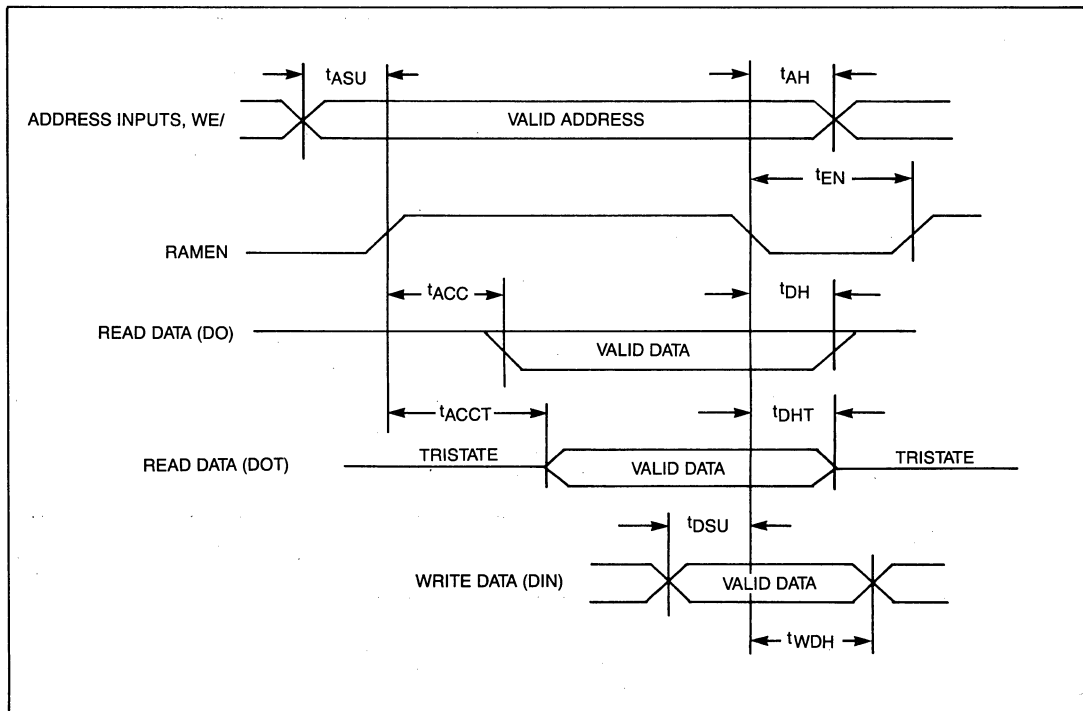 tASU
tAH
ADDRESS INPUTS, WE/
VALID ADDRESS
tEN
RAMEN
tACC
tDH
READ DATA (DO)
VALID DATA
tACCT
tDHT
READ DATA (DOT)
TRISTATE
VALID DATA
TRISTATE
tDSU
WRITE DATA (DIN)
VALID DATA
tWDH